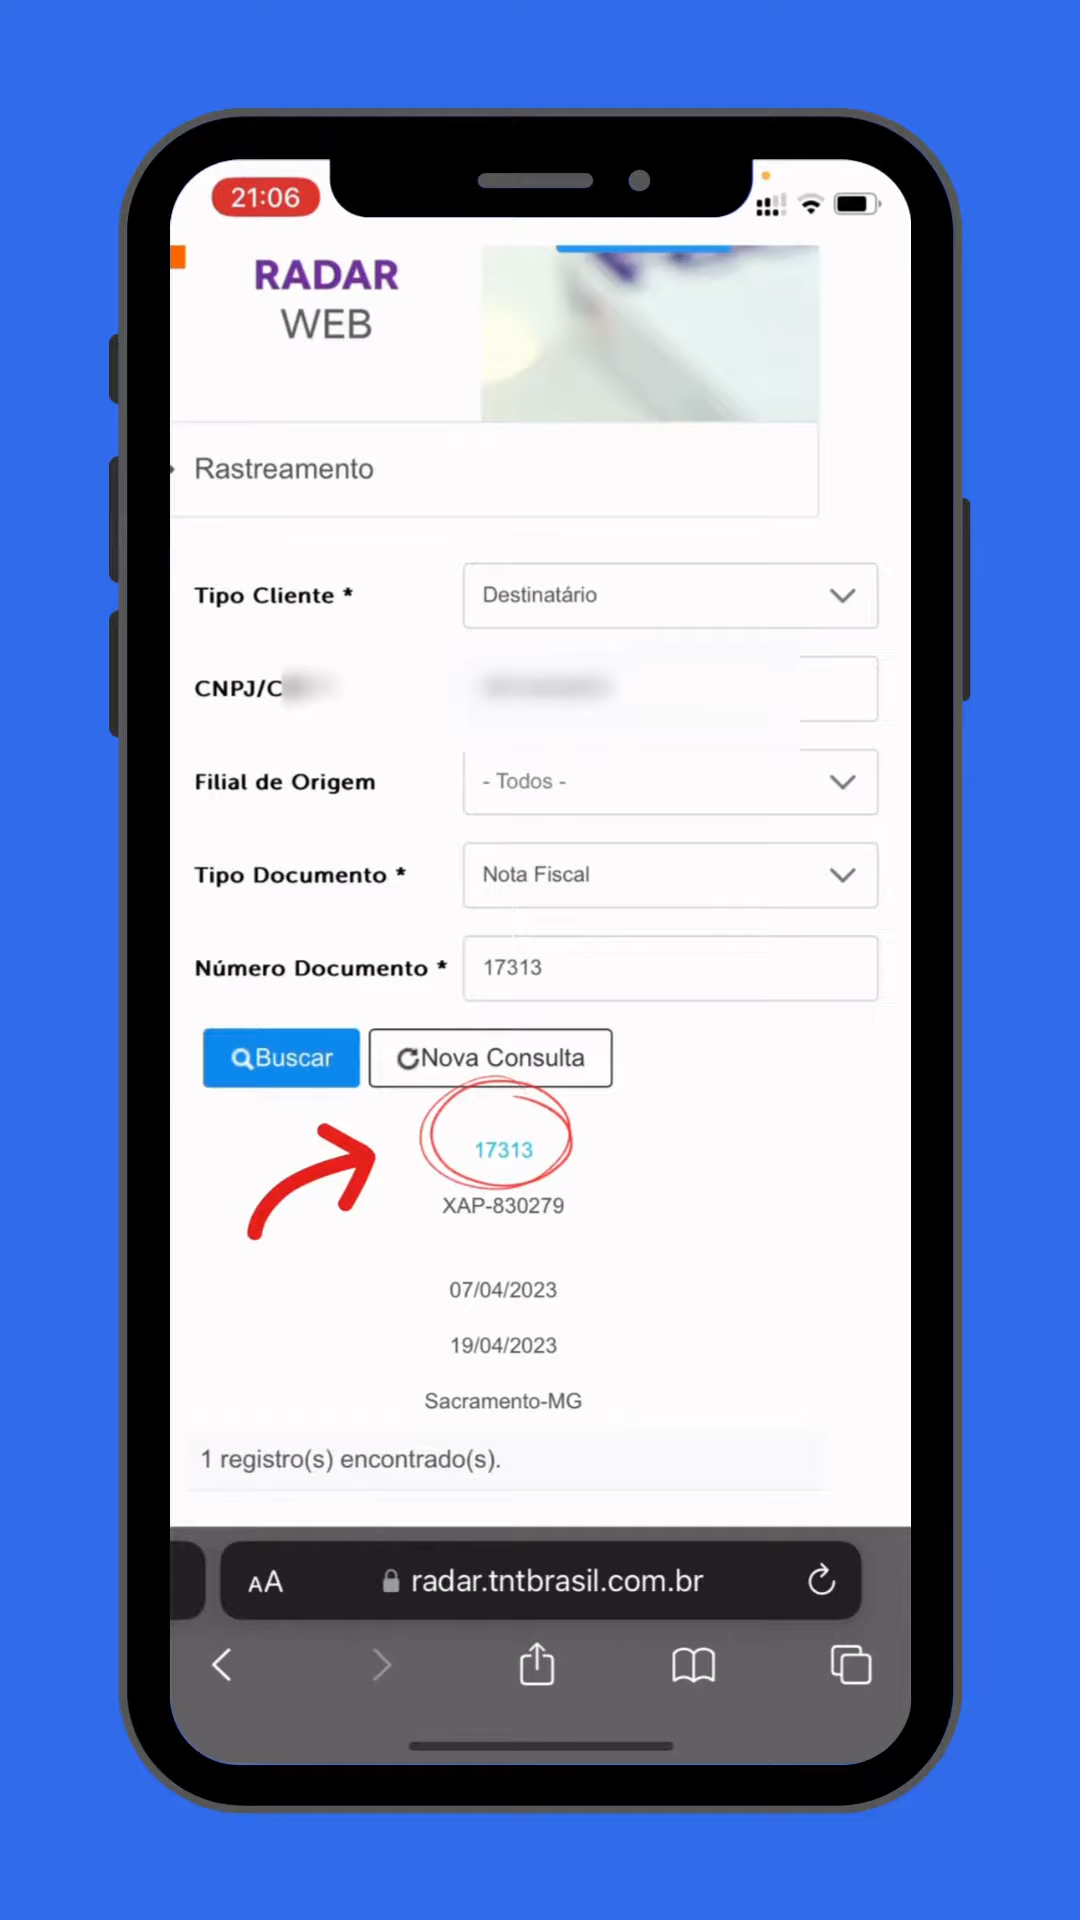 21:06
RADAR
WEB
Rastreamento
Tipo Cliente * Destinatário
CNPJ/C
Filial de Origem - Todos -
Tipo Documento * Nota Fiscal
Número Documento * 17313
Buscar Nova Consulta
17313
XAP-830279
07/04/2023
19/04/2023
Sacramento-MG
1 registro(s) encontrado(s).
AA radar.tntbrasil.com.br